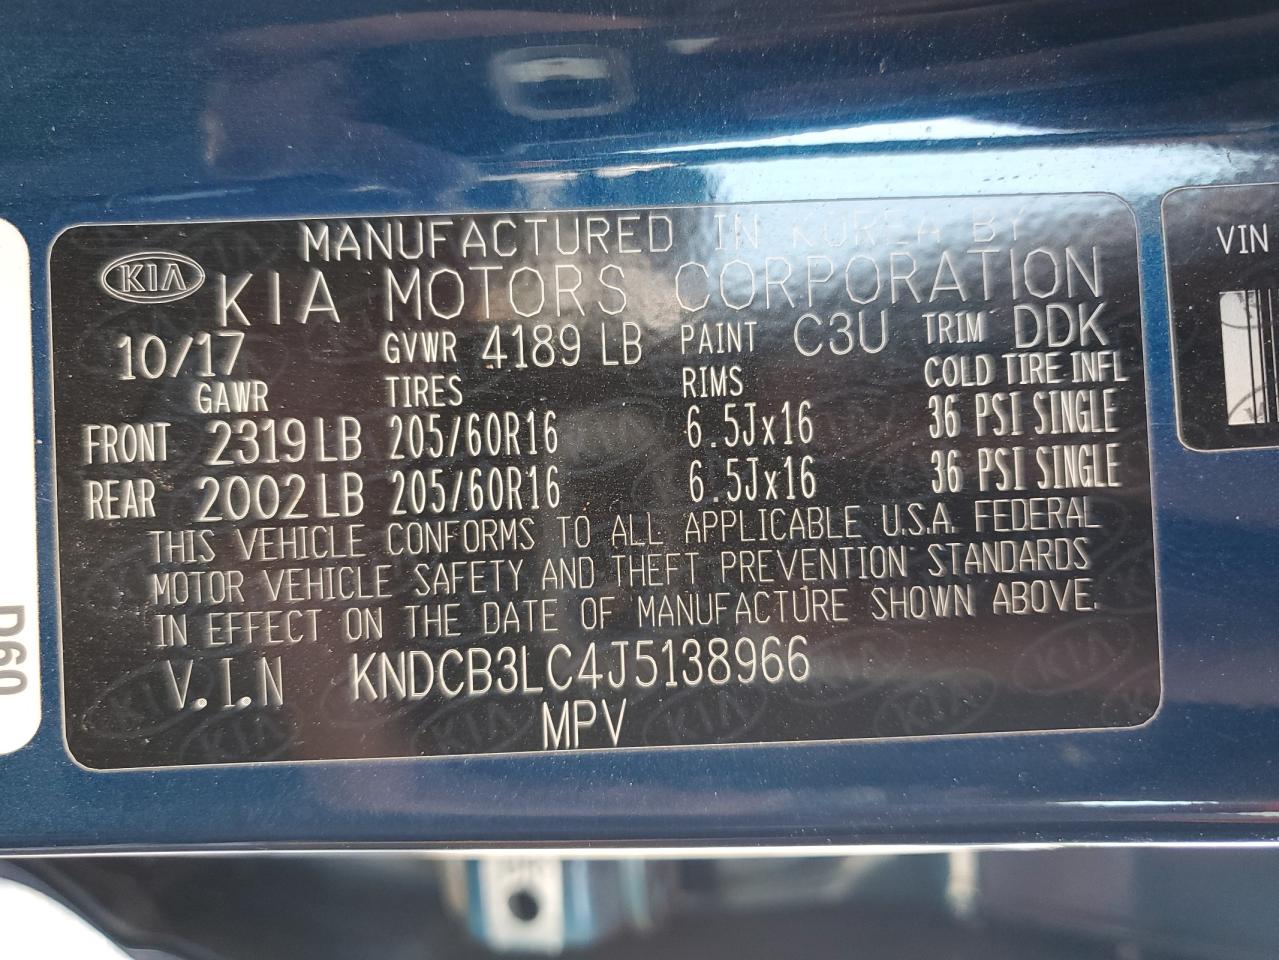 MANUFACTURED IN KOREA BY
KIA KIA MOTORS CORPORATION
10/17 GVWR 4189 LB PAINT C3U TRIM DDK
GAWR TIRES RIMS COLD TIRE INFL
FRONT 2319 LB 205/60R16 6.5Jx16 36 PSI SINGLE
REAR 2002 LB 205/60R16 6.5Jx16 36 PSI SINGLE
THIS VEHICLE CONFORMS TO ALL APPLICABLE U.S.A. FEDERAL
MOTOR VEHICLE SAFETY AND THEFT PREVENTION STANDARDS
IN EFFECT ON THE DATE OF MANUFACTURE SHOWN ABOVE.
V.I.N KNDCB3LC4J5138966
MPV
VIN
D60